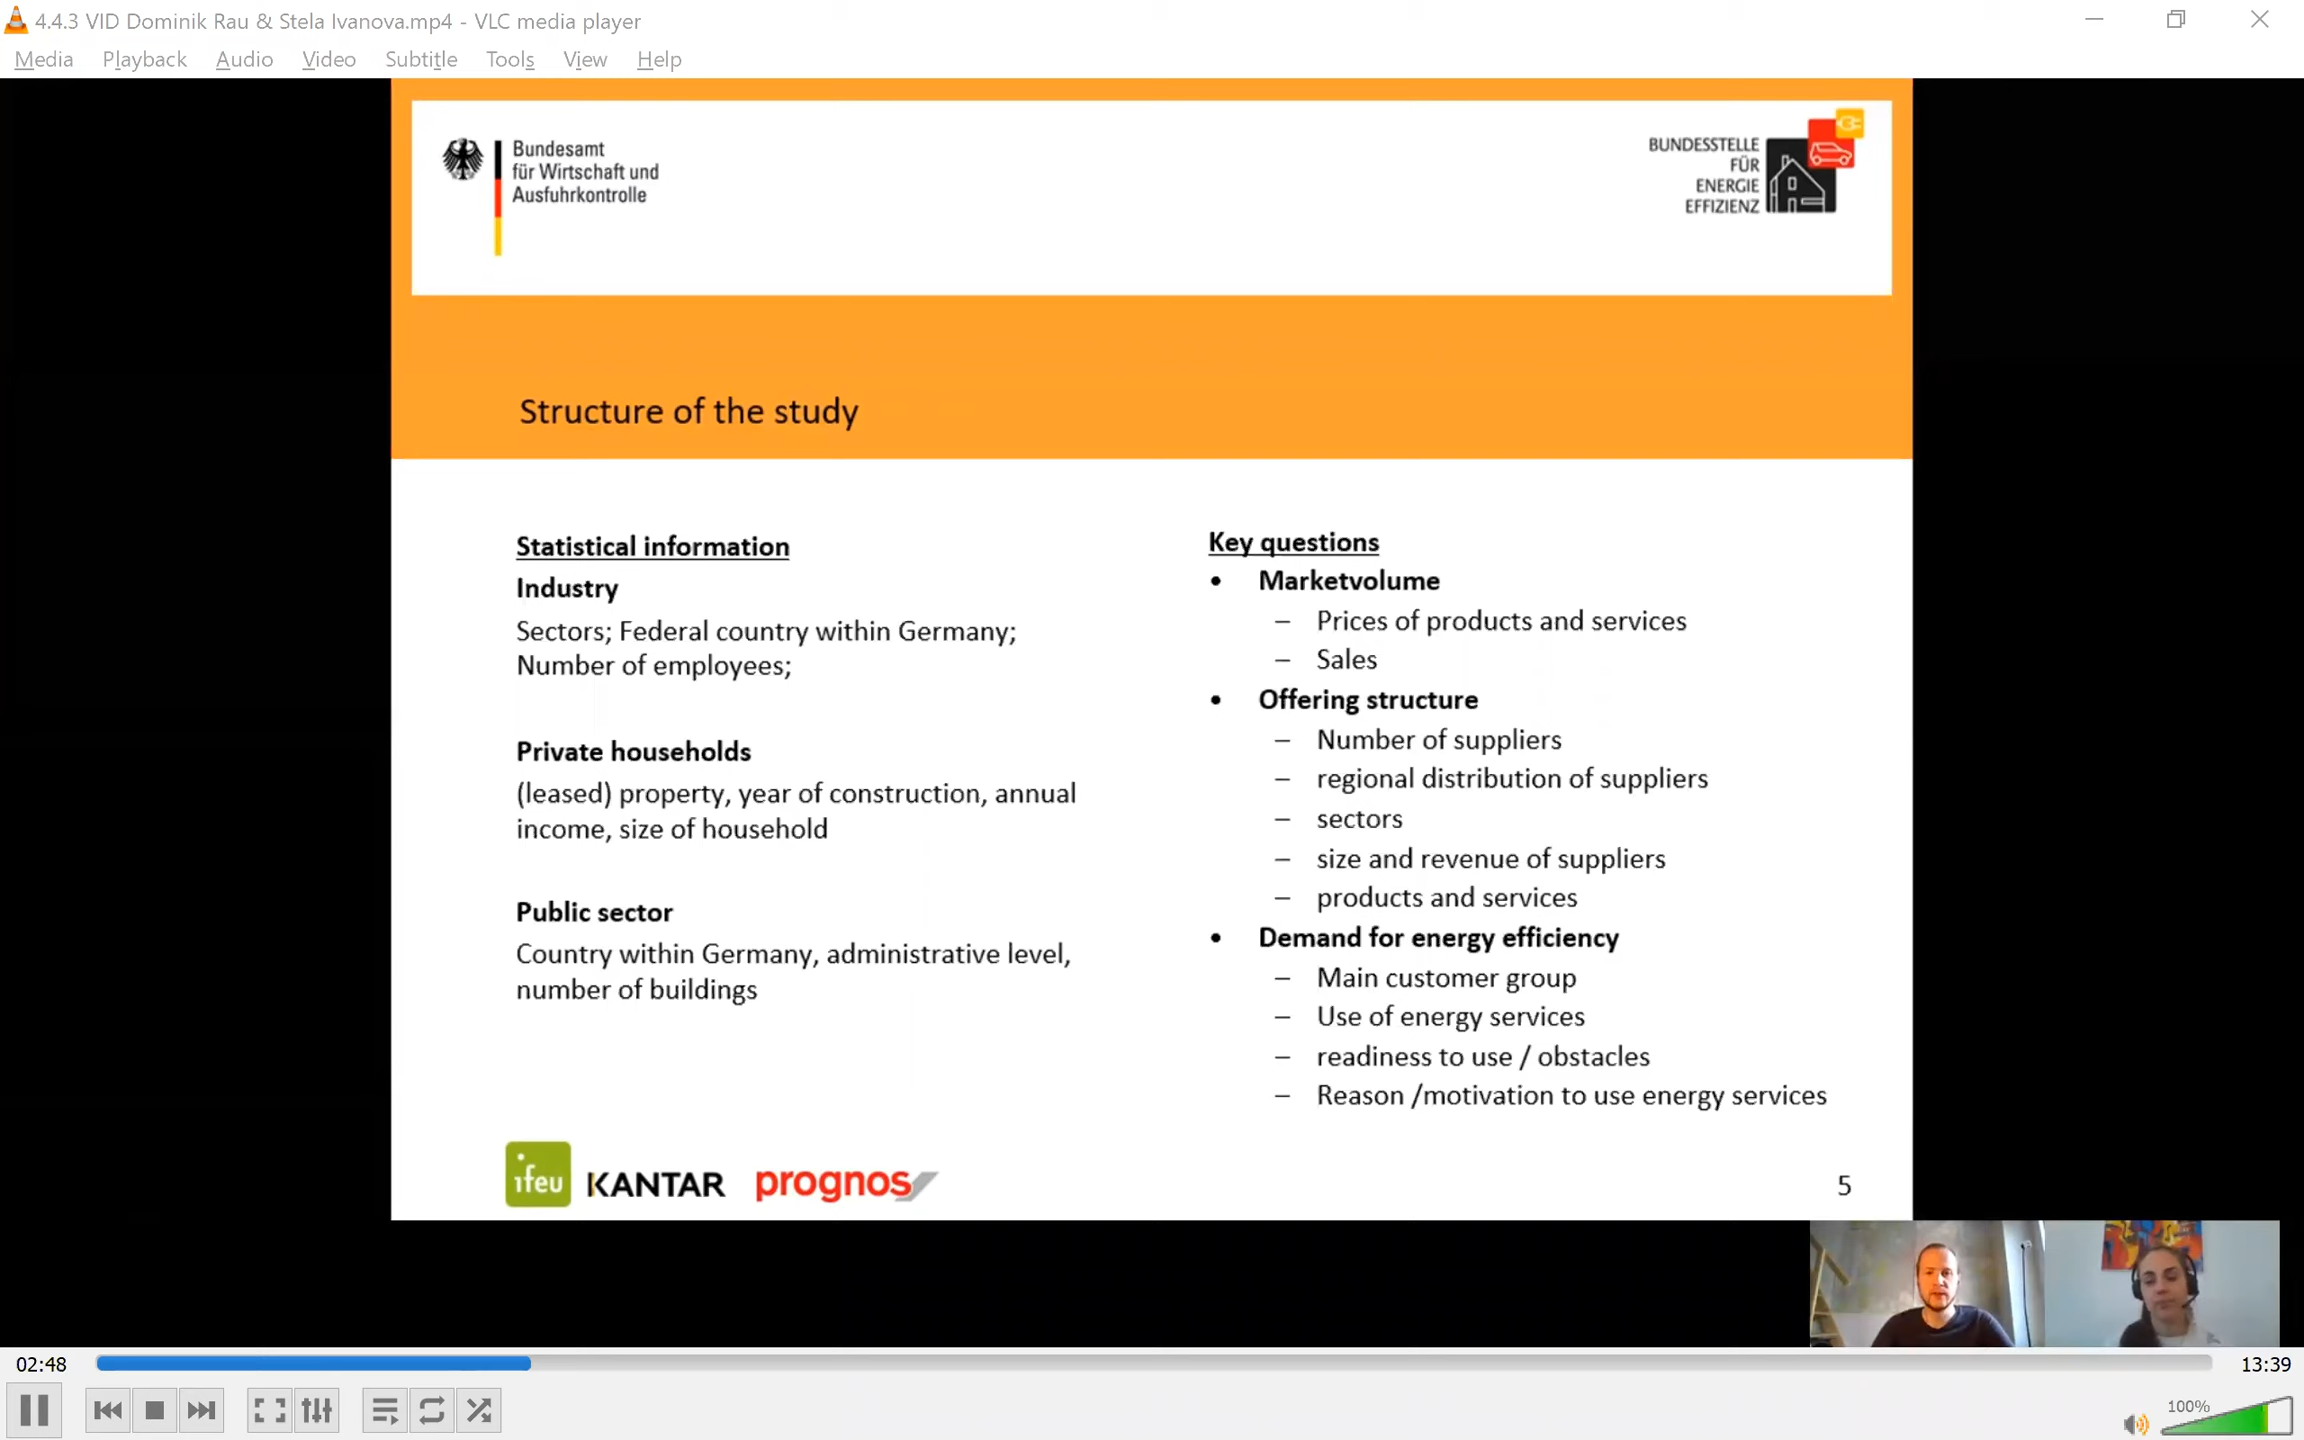 4.4.3 VID Dominik Rau & Stela Ivanova.mp4 - VLC media player
Media Playback Audio Video Subtitle Tools View Help
Bundesamt
für Wirtschaft und
Ausfuhrkontrolle
BUNDESSTELLE
FÜR
ENERGIE
EFFIZIENZ
Structure of the study
Statistical information
Industry
Sectors; Federal country within Germany;
Number of employees;
Private households
(leased) property, year of construction, annual
income, size of household
Public sector
Country within Germany, administrative level,
number of buildings
Key questions
• Marketvolume
– Prices of products and services
– Sales
• Offering structure
– Number of suppliers
– regional distribution of suppliers
– sectors
– size and revenue of suppliers
– products and services
• Demand for energy efficiency
– Main customer group
– Use of energy services
– readiness to use / obstacles
– Reason /motivation to use energy services
ifeu KANTAR prognos
5
02:48
13:39
100%